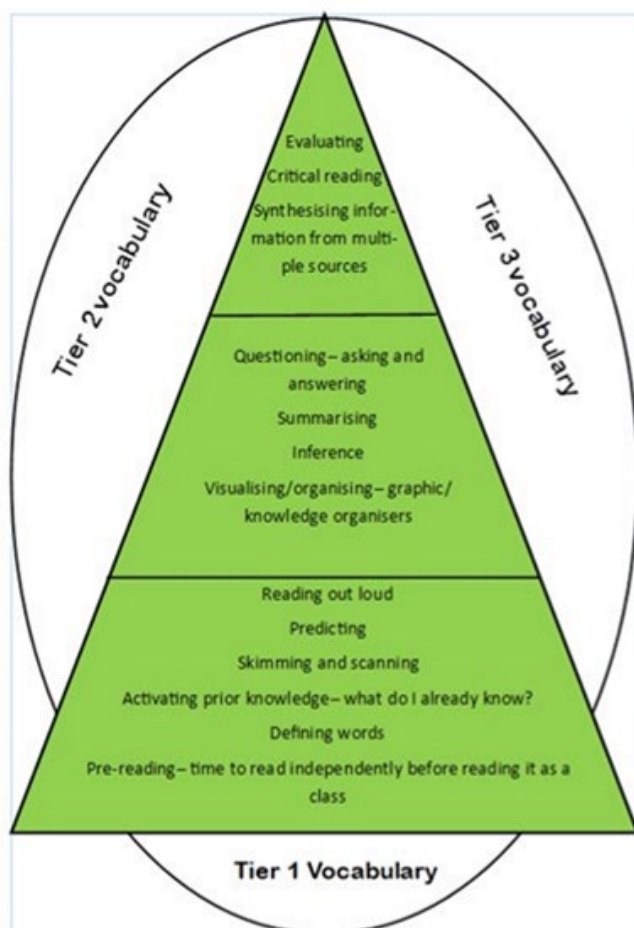 Evaluating
Critical reading
Synthesising infor-
mation from multi-
ple sources
Tier 2 vocabulary
Tier 3 vocabulary
Questioning– asking and
answering
Summarising
Inference
Visualising/organising– graphic/
knowledge organisers
Reading out loud
Predicting
Skimming and scanning
Activating prior knowledge– what do I already know?
Defining words
Pre-reading– time to read independently before reading it as a
class
Tier 1 Vocabulary